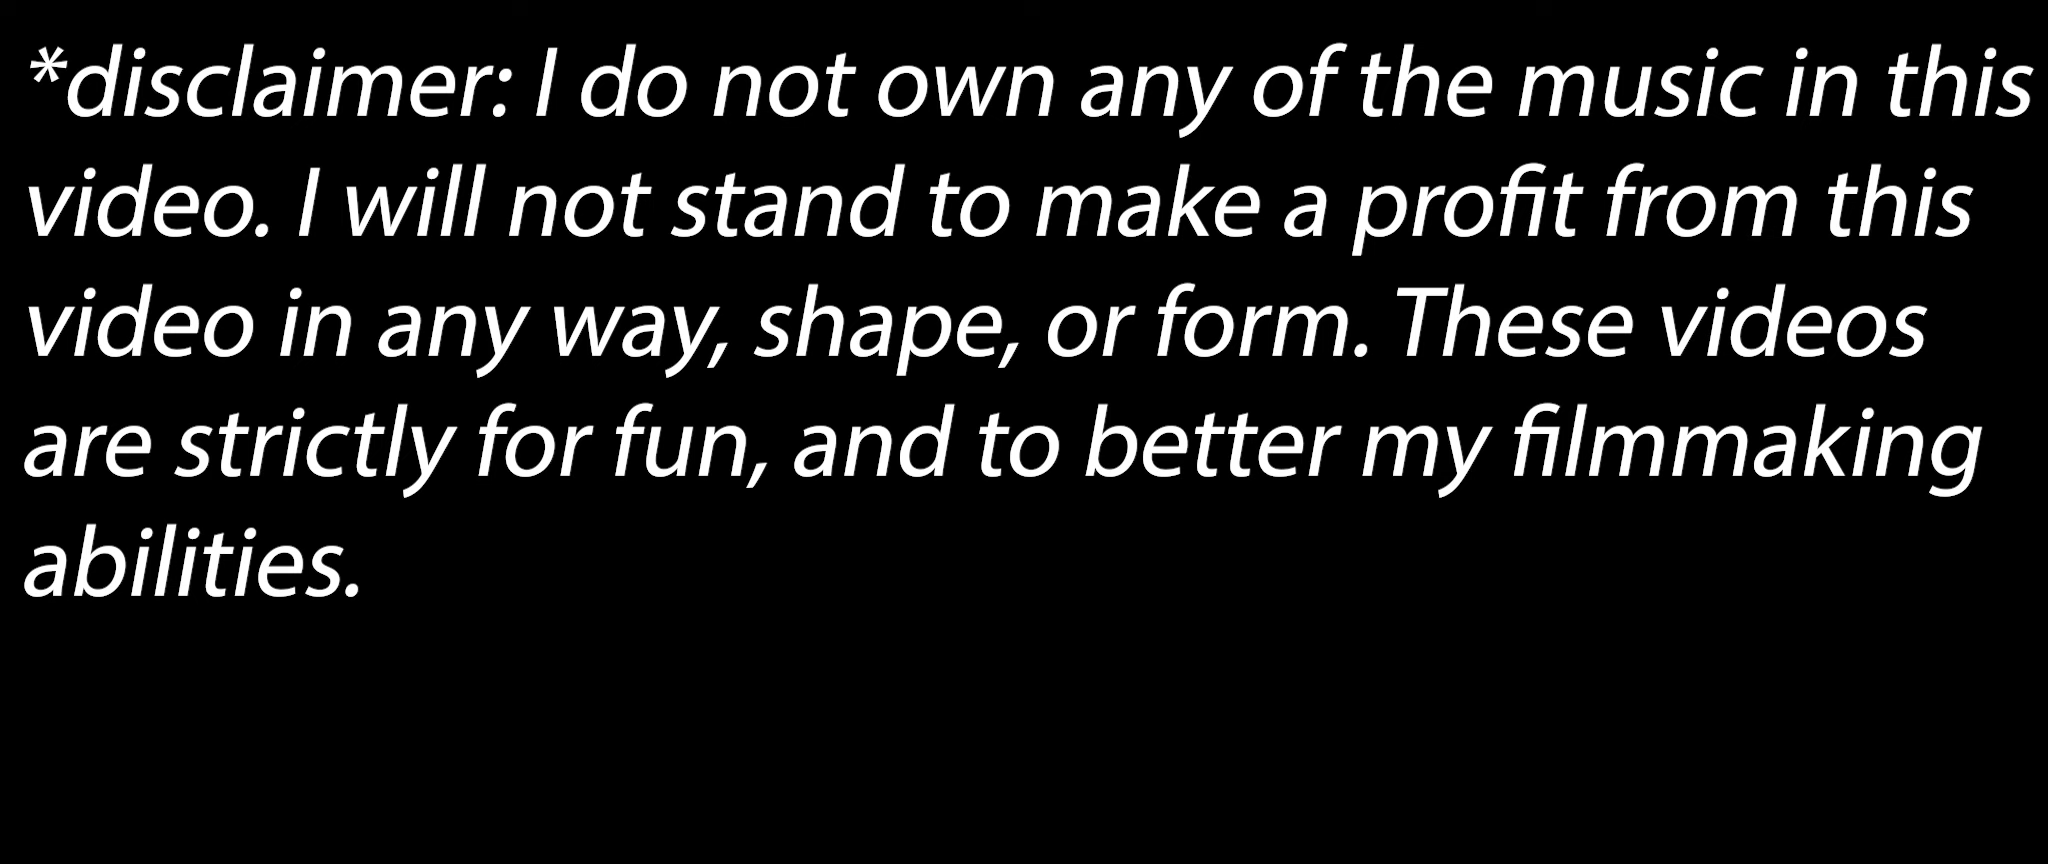 *disclaimer: I do not own any of the music in this
video. I will not stand to make a profit from this
video in any way, shape, or form. These videos
are strictly for fun, and to better my filmmaking
abilities.